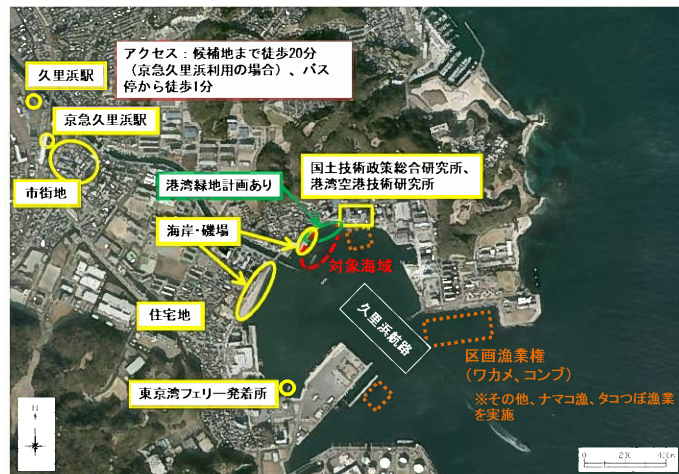 アクセス：候補地まで徒歩20分
（京急久里浜利用の場合）、バス
停から徒歩1分
久里浜駅
京急久里浜駅
市街地
国土技術政策総合研究所、
港湾空港技術研究所
港湾緑地計画あり
海岸・磯場
対象海域
住宅地
久里浜航路
区画漁業権
（ワカメ、コンブ）
※その他、ナマコ漁、タコつぼ漁業
を実施
東京湾フェリー発着所
N
0 200 400m